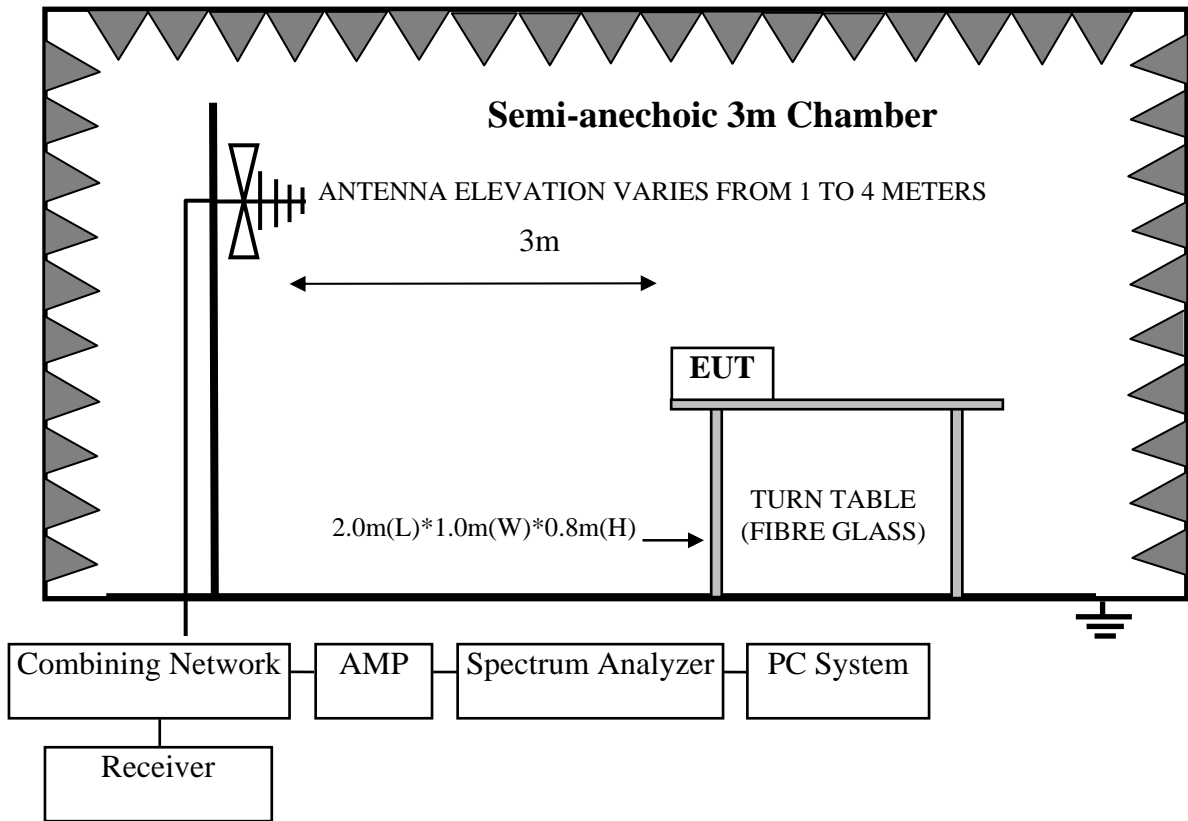 Semi-anechoic 3m Chamber
ANTENNA ELEVATION VARIES FROM 1 TO 4 METERS
3m
EUT
TURN TABLE
(FIBRE GLASS)
2.0m(L)*1.0m(W)*0.8m(H)
Combining Network
AMP
Spectrum Analyzer
PC System
Receiver